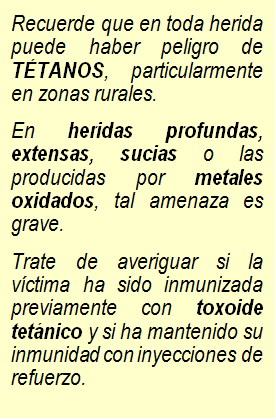 Recuerde que en toda herida
puede haber peligro de
TÉTANOS, particularmente
en zonas rurales.
En heridas profundas,
extensas, sucias o las
producidas por metales
oxidados, tal amenaza es
grave.
Trate de averiguar si la
víctima ha sido inmunizada
previamente con toxoide
tetánico y si ha mantenido su
inmunidad con inyecciones de
refuerzo.